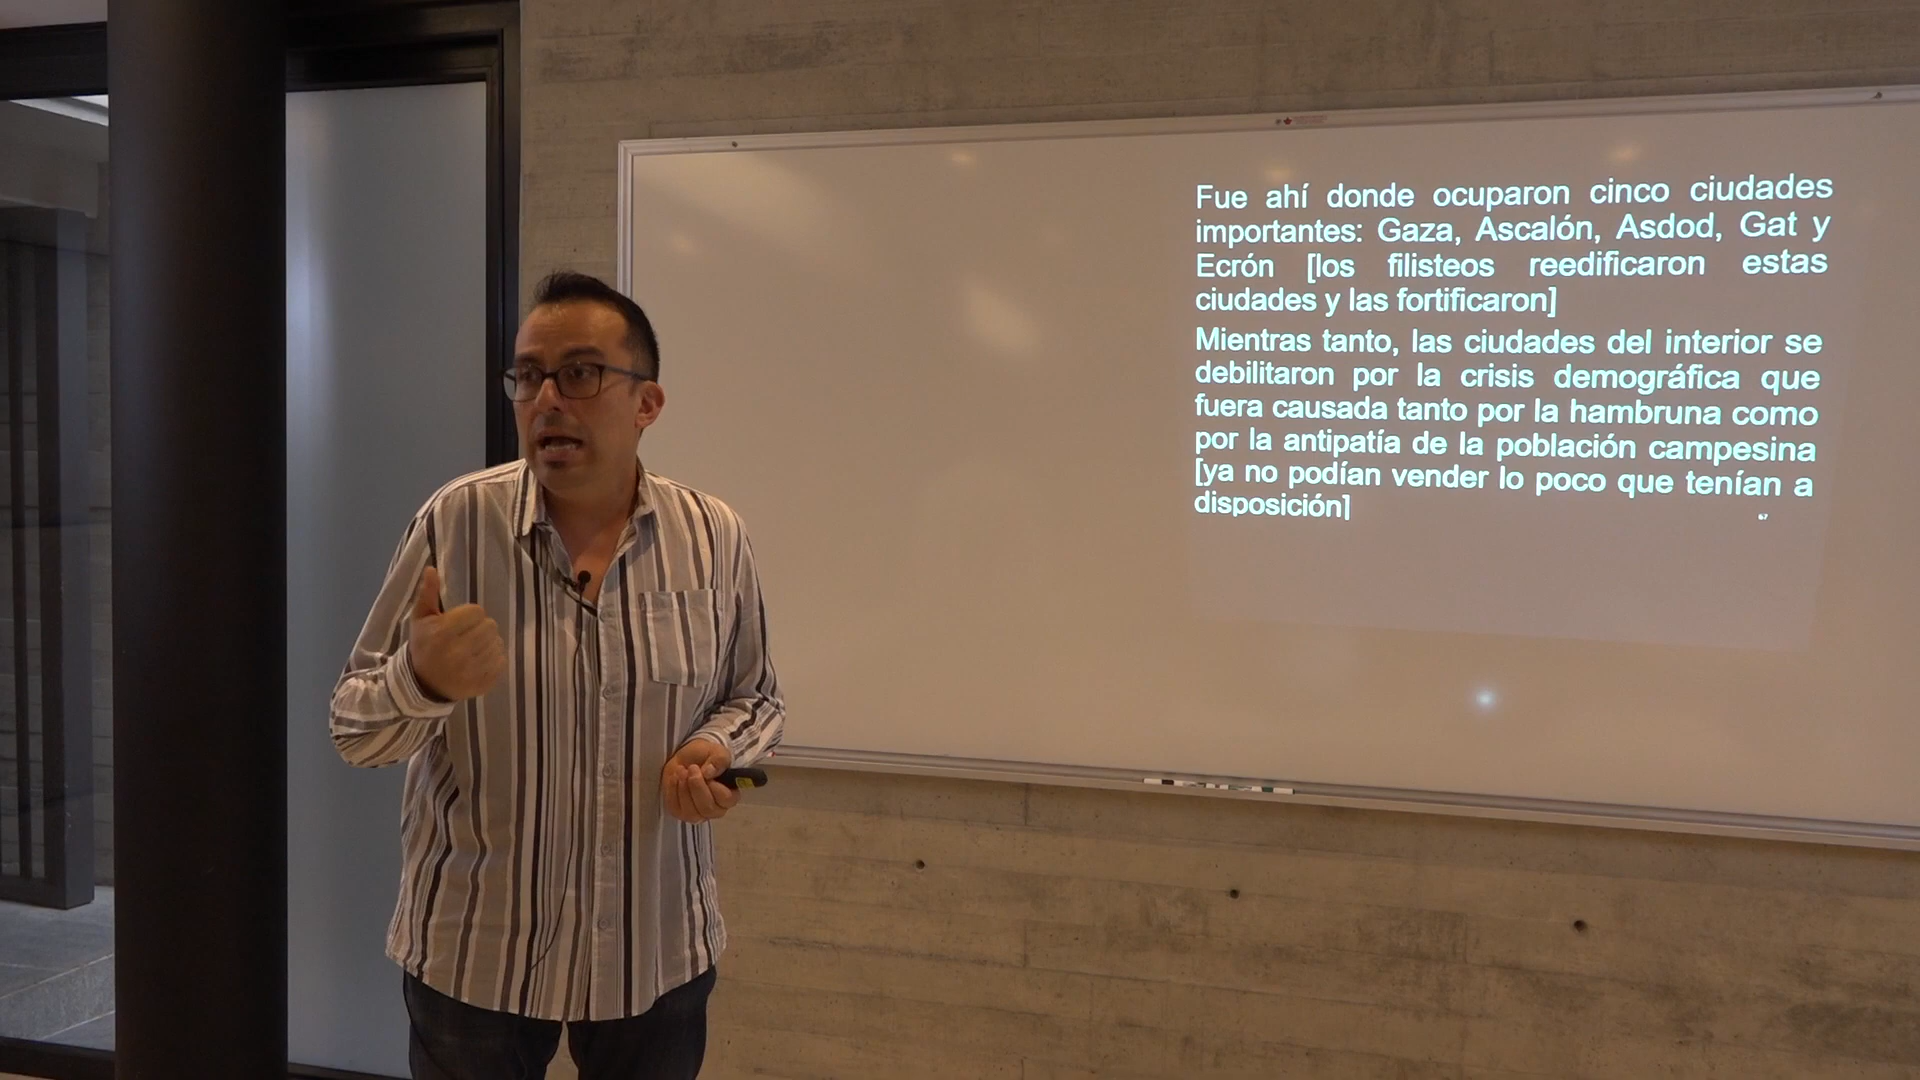 Fue ahí donde ocuparon cinco ciudades
importantes: Gaza, Ascalón, Asdod, Gat y
Ecrón [los filisteos reedificaron estas
ciudades y las fortificaron]
Mientras tanto, las ciudades del interior se
debilitaron por la crisis demográfica que
fuera causada tanto por la hambruna como
por la antipatía de la población campesina
[ya no podían vender lo poco que tenían a
disposición]